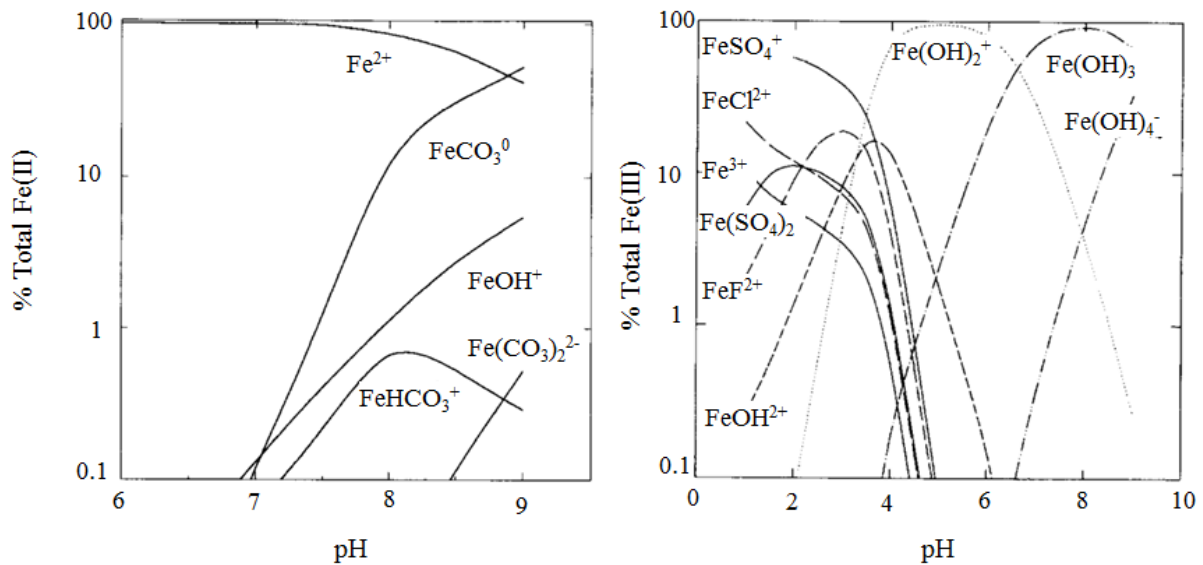 % Total Fe(II)
100
10
1
0.1
Fe²⁺
FeCO₃⁰
FeOH⁺
Fe(CO₃)₂²⁻
FeHCO₃⁺
6 7 8 9
pH
% Total Fe(III)
100
10
1
0.1
FeSO₄⁺
Fe(OH)₂⁺
Fe(OH)₃
FeCl²⁺
Fe(OH)₄⁻
Fe³⁺
Fe(SO₄)₂
FeF²⁺
FeOH²⁺
0 2 4 6 8 10
pH